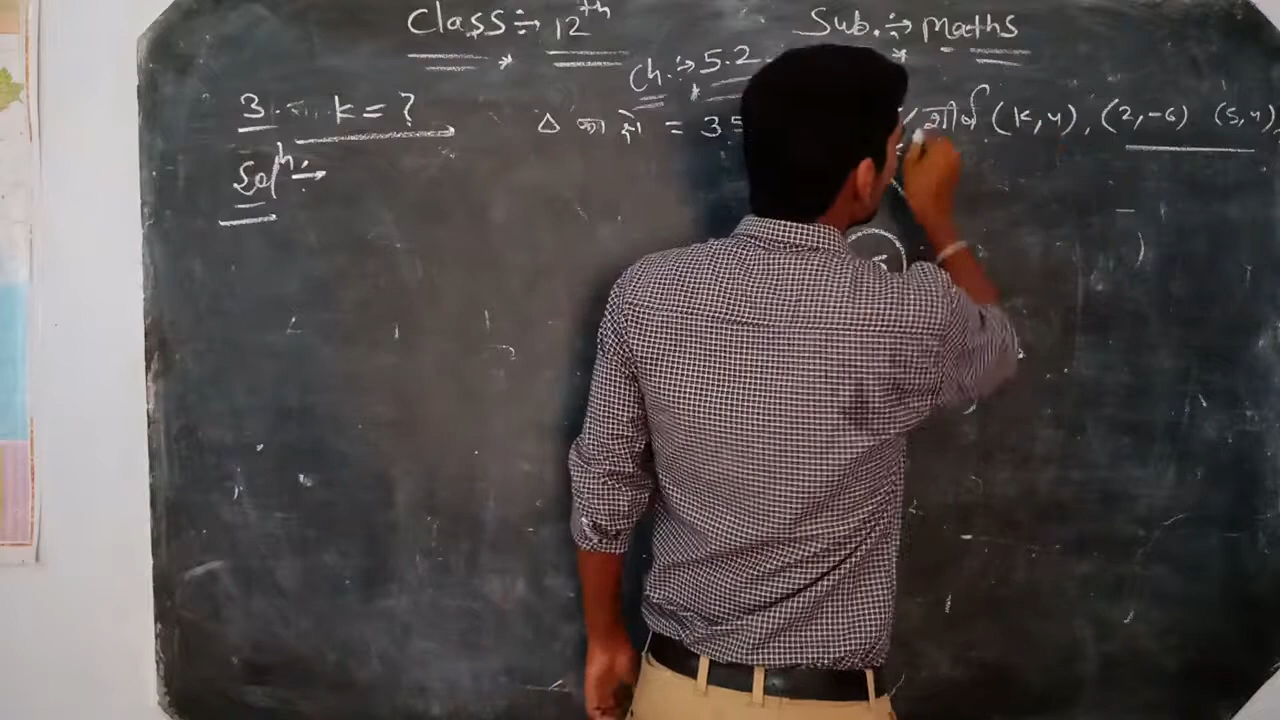 Class ÷ 12th Sub. ÷ Maths
Ch. ÷ 5.2
3. k = ? Δ का क्षे = 35 शीर्ष (k,4), (2,-6) (5,4)
Solⁿ ÷